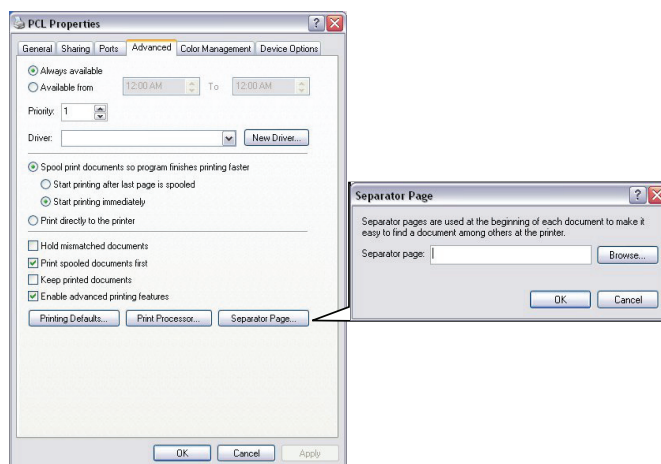 PCL Properties
General Sharing Ports Advanced Color Management Device Options
Always available
Available from 12:00 AM To 12:00 AM
Priority: 1
Driver: New Driver...
Spool print documents so program finishes printing faster
Start printing after last page is spooled
Start printing immediately
Print directly to the printer
Hold mismatched documents
Print spooled documents first
Keep printed documents
Enable advanced printing features
Printing Defaults... Print Processor... Separator Page...
OK Cancel Apply
Separator Page
Separator pages are used at the beginning of each document to make it
easy to find a document among others at the printer.
Separator page: Browse...
OK Cancel